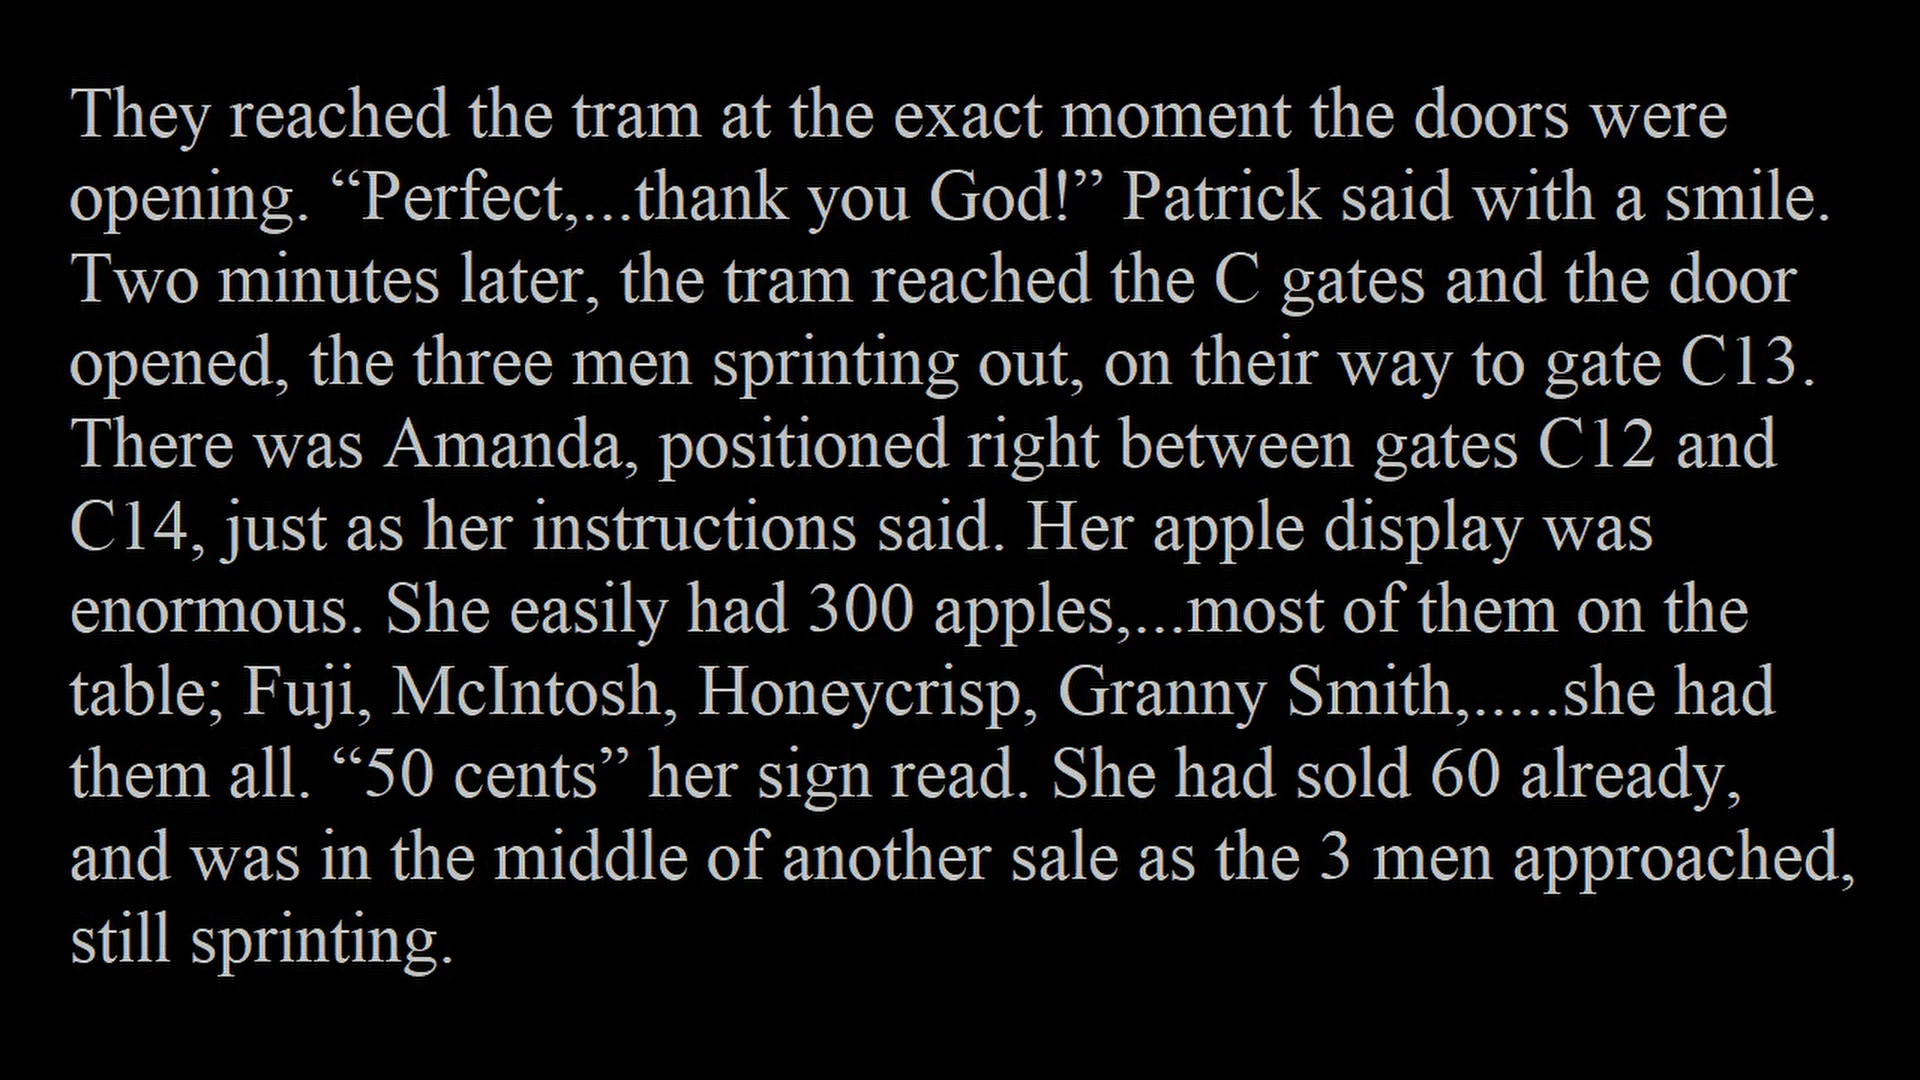 They reached the tram at the exact moment the doors were
opening. “Perfect,...thank you God!” Patrick said with a smile.
Two minutes later, the tram reached the C gates and the door
opened, the three men sprinting out, on their way to gate C13.
There was Amanda, positioned right between gates C12 and
C14, just as her instructions said. Her apple display was
enormous. She easily had 300 apples,...most of them on the
table; Fuji, McIntosh, Honeycrisp, Granny Smith,.....she had
them all. “50 cents” her sign read. She had sold 60 already,
and was in the middle of another sale as the 3 men approached,
still sprinting.